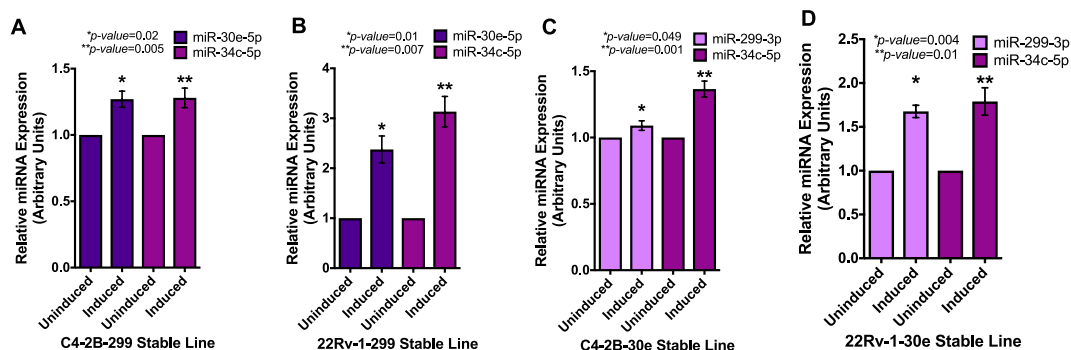 A
*p-value=0.02
**p-value=0.005
miR-30e-5p
miR-34c-5p
Relative miRNA Expression
(Arbitrary Units)
1.5
1.0
0.5
0.0
*
**
Uninduced
Induced
Uninduced
Induced
C4-2B-299 Stable Line
B
*p-value=0.01
**p-value=0.007
miR-30e-5p
miR-34c-5p
Relative miRNA Expression
(Arbitrary Units)
4
3
2
1
0
*
**
Uninduced
Induced
Uninduced
Induced
22Rv-1-299 Stable Line
C
*p-value=0.049
**p-value=0.001
miR-299-3p
miR-34c-5p
Relative miRNA Expression
(Arbitrary Units)
1.5
1.0
0.5
0.0
*
**
Uninduced
Induced
Uninduced
Induced
C4-2B-30e Stable Line
D
*p-value=0.004
**p-value=0.01
miR-299-3p
miR-34c-5p
Relative miRNA Expression
(Arbitrary Units)
2.5
2.0
1.5
1.0
0.5
0.0
*
**
Uninduced
Induced
Uninduced
Induced
22Rv-1-30e Stable Line